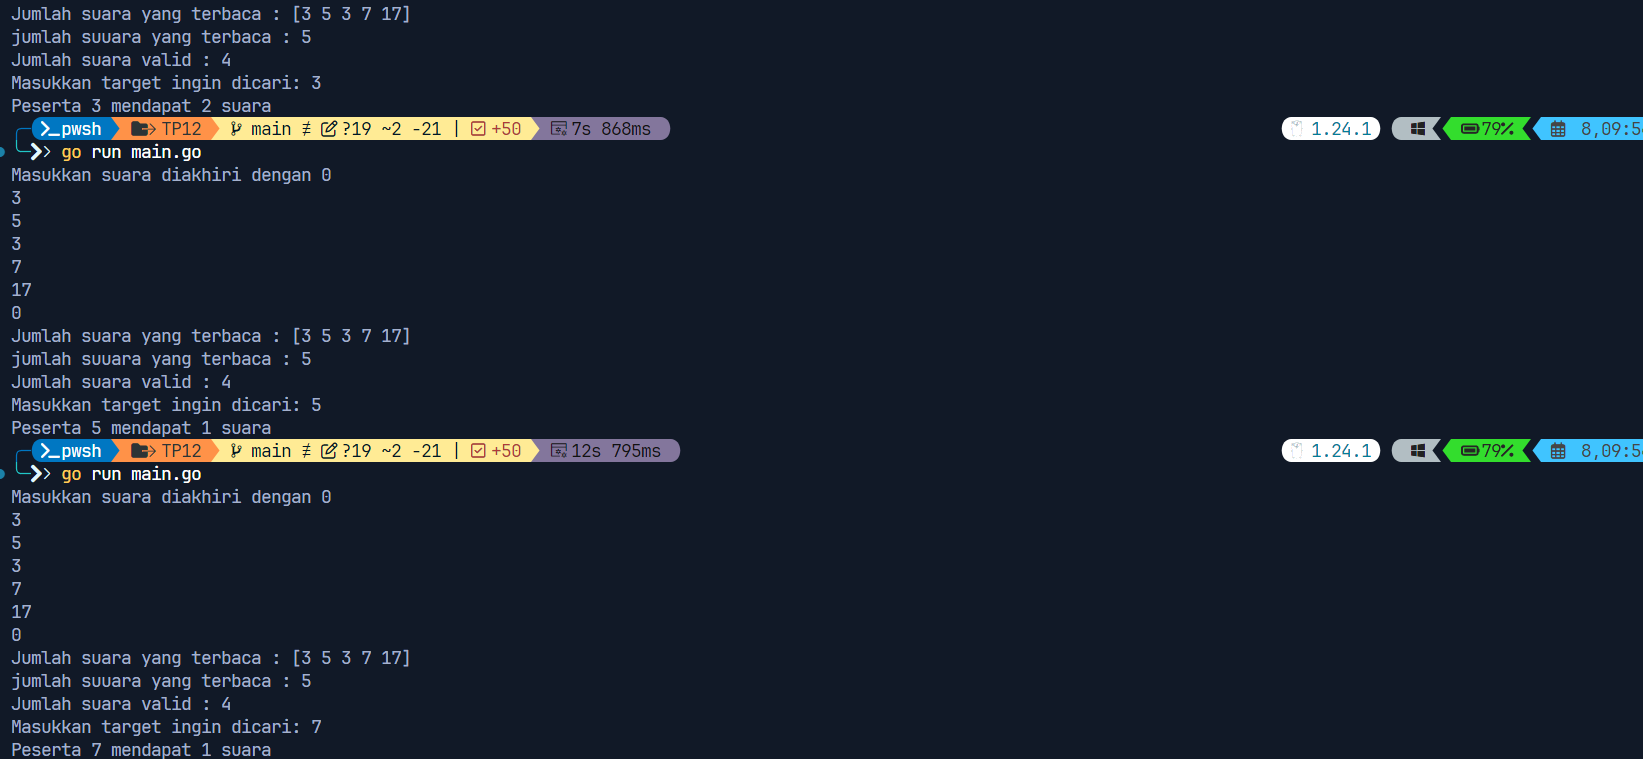 Jumlah suara yang terbaca : [3 5 3 7 17]
jumlah suuara yang terbaca : 5
Jumlah suara valid : 4
Masukkan target ingin dicari: 3
Peserta 3 mendapat 2 suara
pwsh TP12 main ≢ ?19 ~2 -21 | +50 7s 868ms 1.24.1 79% 8,09:5
go run main.go
Masukkan suara diakhiri dengan 0
3
5
3
7
17
0
Jumlah suara yang terbaca : [3 5 3 7 17]
jumlah suuara yang terbaca : 5
Jumlah suara valid : 4
Masukkan target ingin dicari: 5
Peserta 5 mendapat 1 suara
pwsh TP12 main ≢ ?19 ~2 -21 | +50 12s 795ms 1.24.1 79% 8,09:5
go run main.go
Masukkan suara diakhiri dengan 0
3
5
3
7
17
0
Jumlah suara yang terbaca : [3 5 3 7 17]
jumlah suuara yang terbaca : 5
Jumlah suara valid : 4
Masukkan target ingin dicari: 7
Peserta 7 mendapat 1 suara